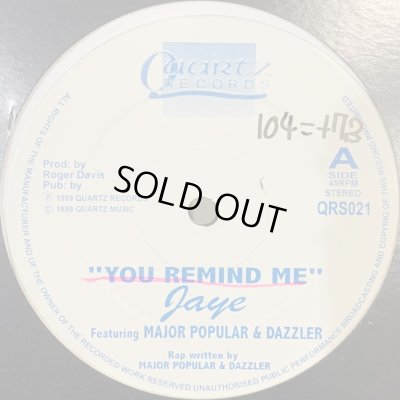 Quartz
RECORDS
104=+73
Prod: by
Roger Davis
Pub: by
℗ 1999 QUARTZ RECORDS
© 1999 QUARTZ MUSIC
A
SIDE
45RPM
STEREO
QRS021
SOLD OUT
"YOU REMIND ME"
Jaye
Featuring MAJOR POPULAR & DAZZLER
Rap written by
MAJOR POPULAR & DAZZLER
ALL RIGHTS OF THE MANUFACTURER AND OF THE OWNER OF THE RECORDED WORK RESERVED UNAUTHORISED PUBLIC PERFORMANCE BROADCASTING AND COPYING OF THIS RECORD PROHIBITED